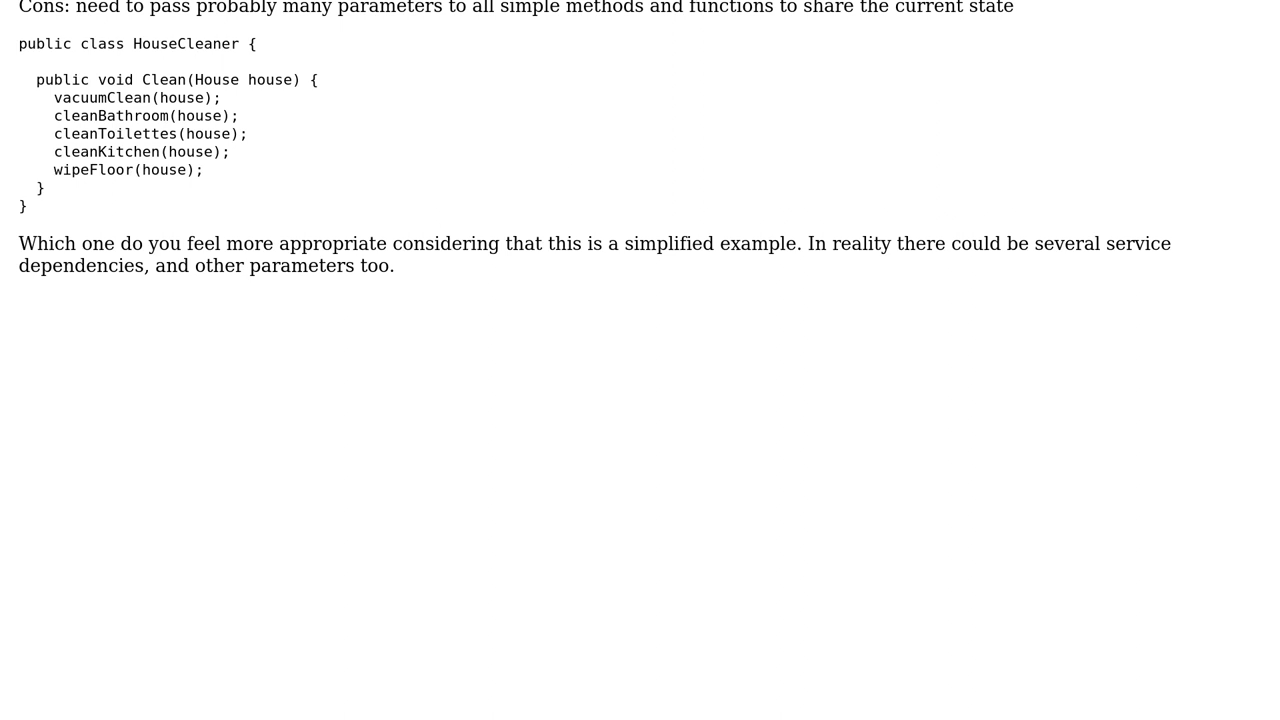 Cons: need to pass probably many parameters to all simple methods and functions to share the current state
public class HouseCleaner {
  public void Clean(House house) {
    vacuumClean(house);
    cleanBathroom(house);
    cleanToilettes(house);
    cleanKitchen(house);
    wipeFloor(house);
  }
}
Which one do you feel more appropriate considering that this is a simplified example. In reality there could be several service
dependencies, and other parameters too.